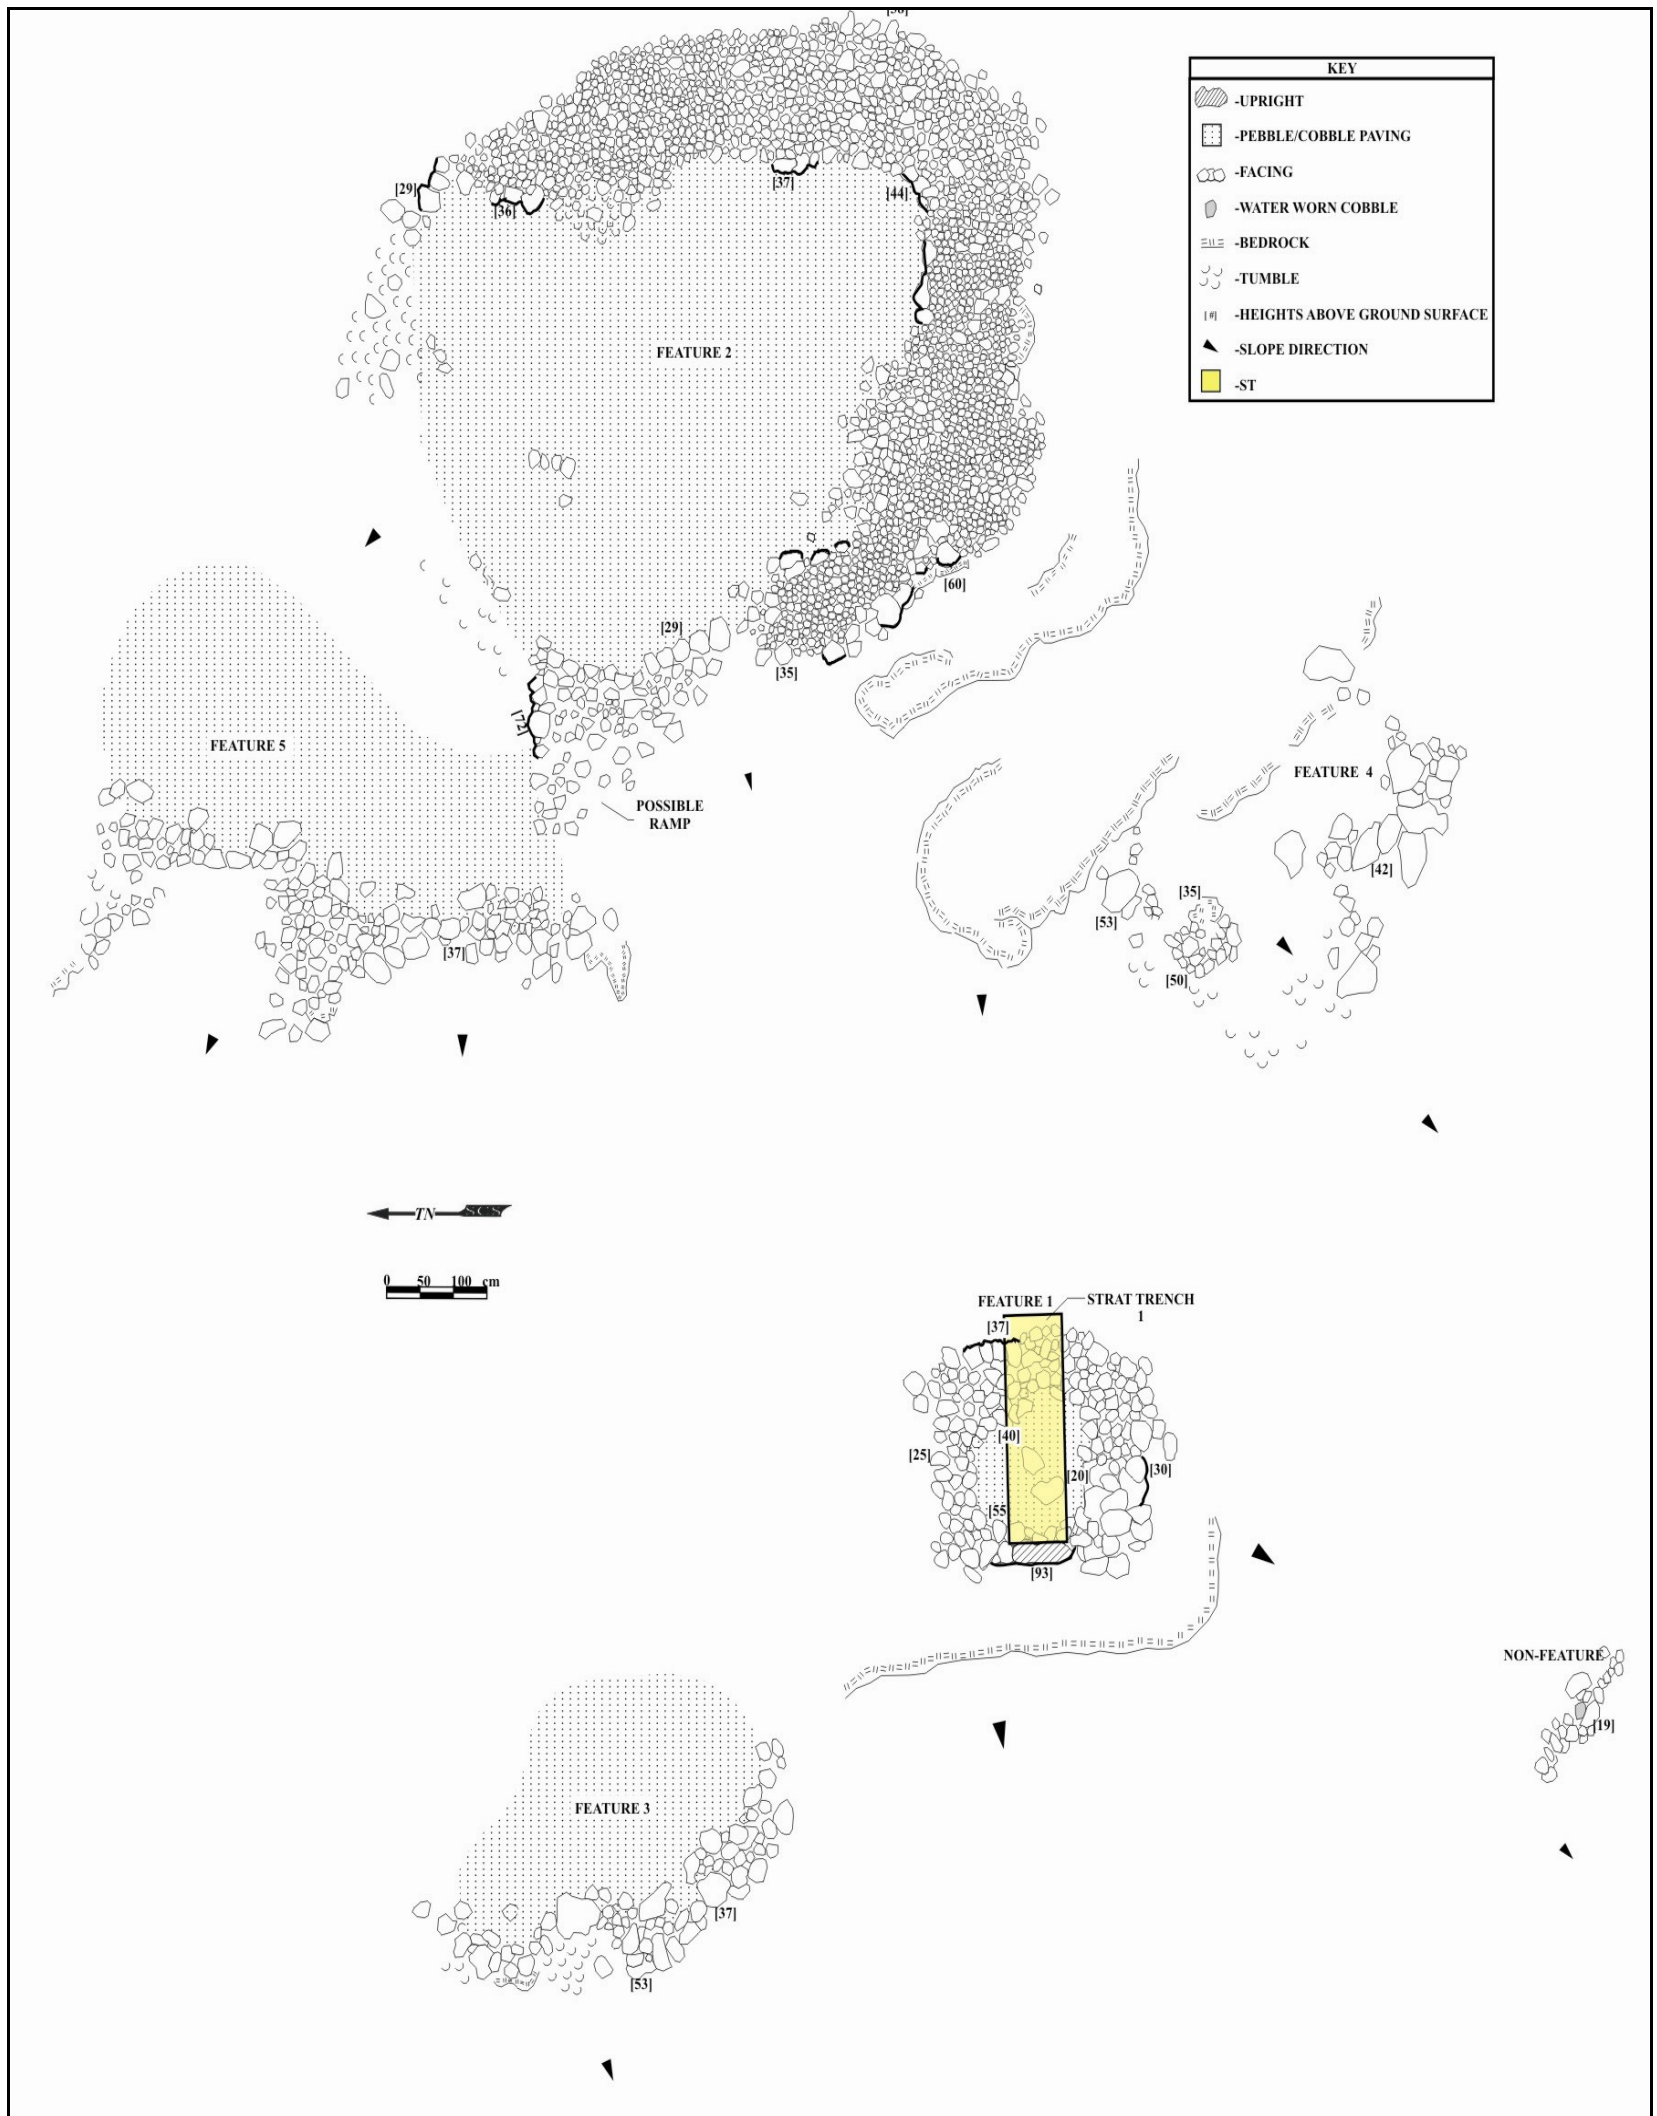 [58]
KEY
-UPRIGHT
-PEBBLE/COBBLE PAVING
-FACING
-WATER WORN COBBLE
-BEDROCK
-TUMBLE
[#] -HEIGHTS ABOVE GROUND SURFACE
-SLOPE DIRECTION
-ST
[29]
[36]
[37]
[44]
FEATURE 2
[60]
[29]
[35]
[72]
FEATURE 5
POSSIBLE
RAMP
[37]
FEATURE 4
[42]
[35]
[53]
[50]
TN SCS
0 50 100 cm
FEATURE 1
STRAT TRENCH
1
[37]
[40]
[25]
[20]
[30]
[55
[93]
NON-FEATURE
[19]
FEATURE 3
[37]
[53]